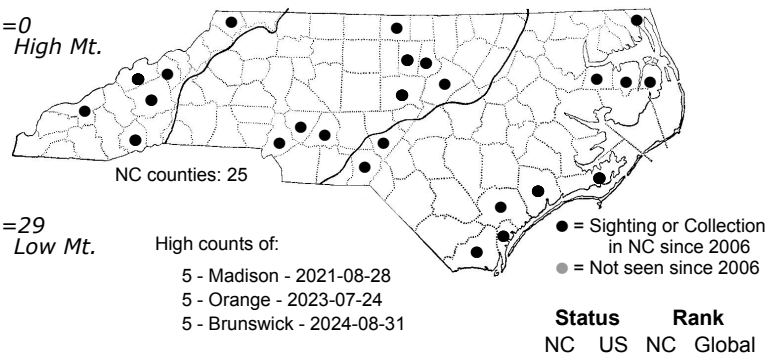 =0
High Mt.
NC counties: 25
=29
Low Mt.
High counts of:
5 - Madison - 2021-08-28
5 - Orange - 2023-07-24
5 - Brunswick - 2024-08-31
● = Sighting or Collection
in NC since 2006
● = Not seen since 2006
Status Rank
NC US NC Global